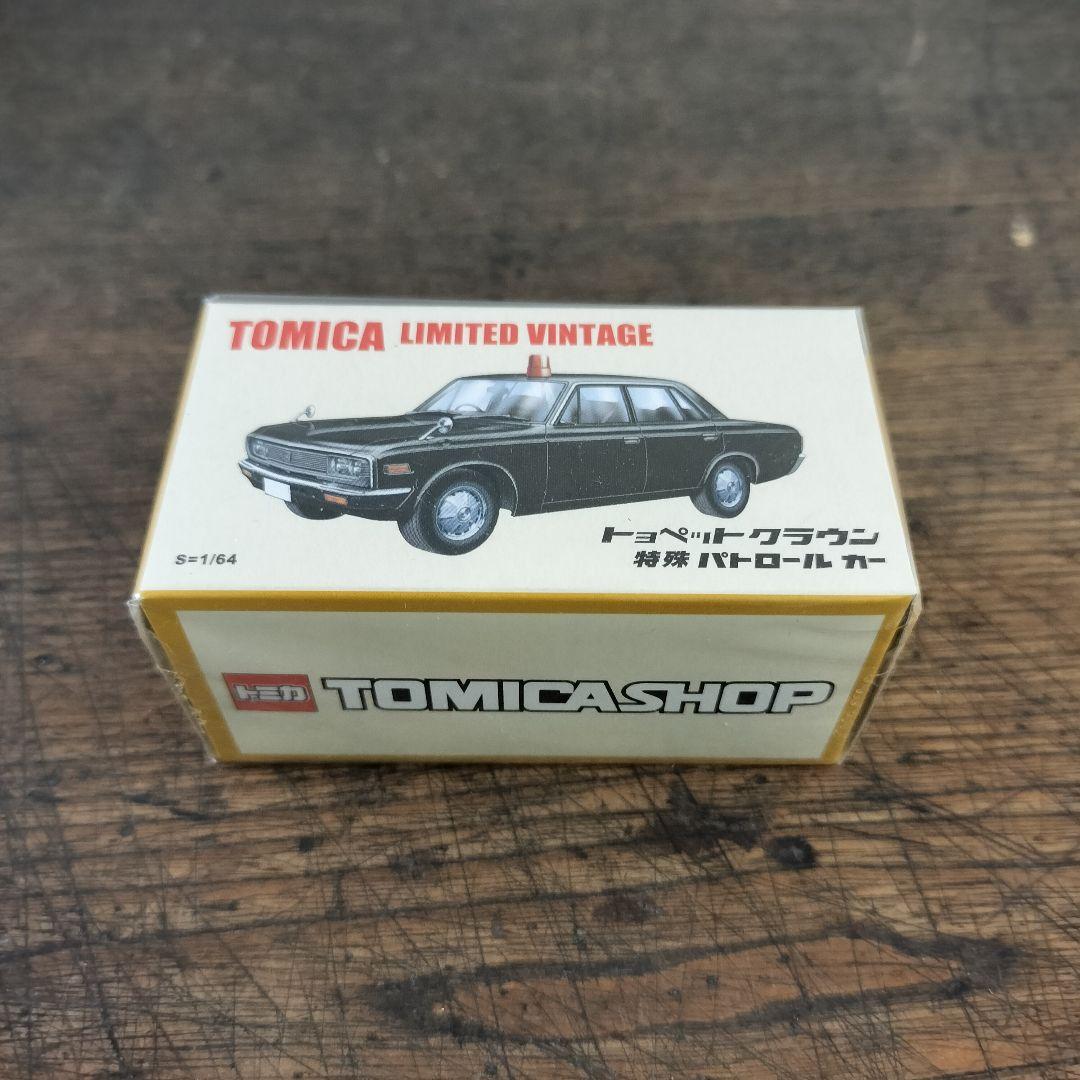 TOMICA LIMITED VINTAGE
S=1/64
トヨペット クラウン
特殊 パトロール カー
トミカ TOMICASHOP